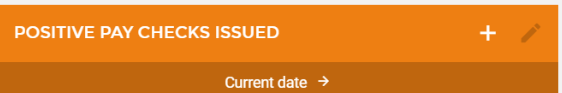 POSITIVE PAY CHECKS ISSUED
Current date →